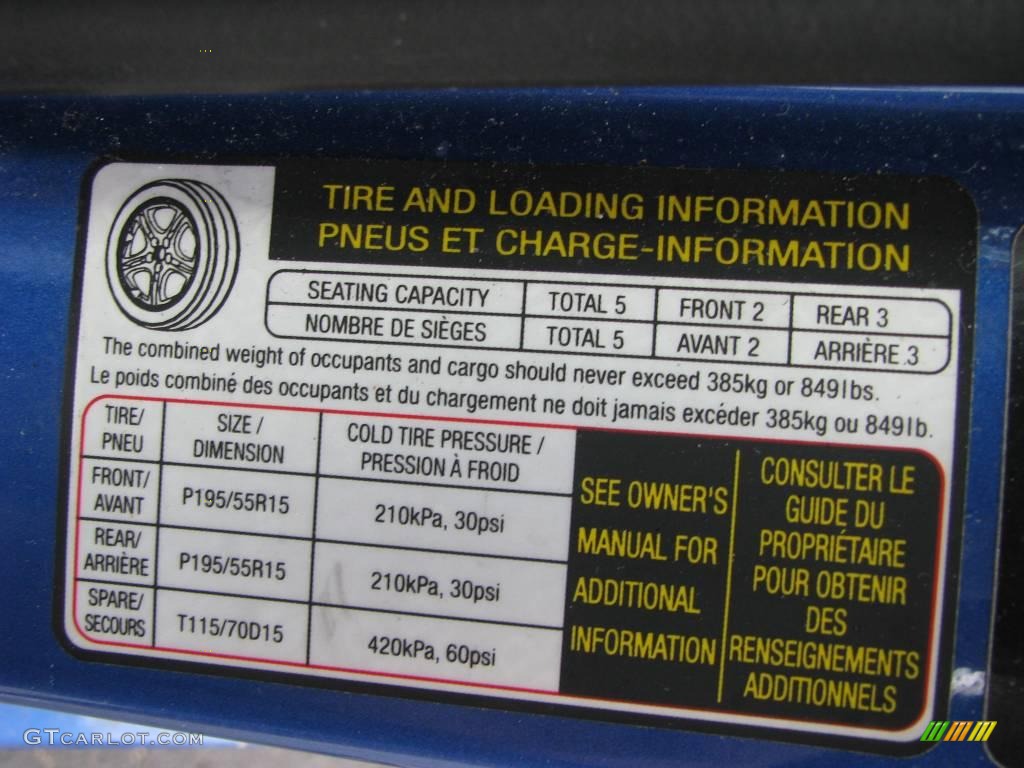 TIRE AND LOADING INFORMATION
PNEUS ET CHARGE-INFORMATION
SEATING CAPACITY TOTAL 5 FRONT 2 REAR 3
NOMBRE DE SIÈGES TOTAL 5 AVANT 2 ARRIÈRE 3
The combined weight of occupants and cargo should never exceed 385kg or 849lbs.
Le poids combiné des occupants et du chargement ne doit jamais excéder 385kg ou 849lb.
TIRE/
PNEU
SIZE /
DIMENSION
COLD TIRE PRESSURE /
PRESSION À FROID
FRONT/
AVANT
P195/55R15
210kPa, 30psi
REAR/
ARRIÈRE
P195/55R15
210kPa, 30psi
SPARE/
SECOURS
T115/70D15
420kPa, 60psi
SEE OWNER'S
MANUAL FOR
ADDITIONAL
INFORMATION
CONSULTER LE
GUIDE DU
PROPRIÉTAIRE
POUR OBTENIR
DES
RENSEIGNEMENTS
ADDITIONNELS
GTCARLOT.COM